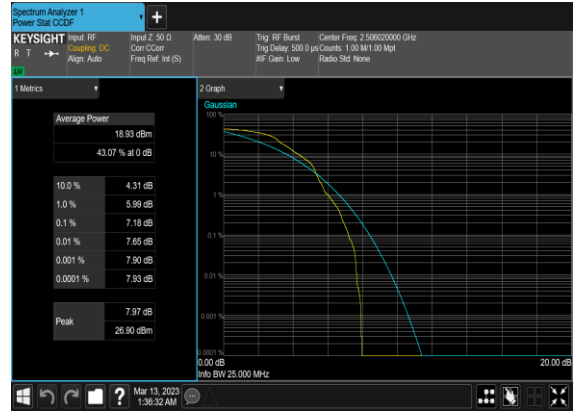 Spectrum Analyzer 1
Power Stat CCDF
KEYSIGHT
R T
LXI
Input: RF
Coupling: DC
Align: Auto
Input Z: 50 Ω
Corr CCorr
Freq Ref: Int (S)
Atten: 30 dB
Trig: RF Burst
Trig Delay: 500.0 µs
#IF Gain: Low
Center Freq: 2.506020000 GHz
Counts: 1.00 M/1.00 Mpt
Radio Std: None
1 Metrics
Average Power
18.93 dBm
43.07 % at 0 dB
10.0 % 4.31 dB
1.0 % 5.99 dB
0.1 % 7.18 dB
0.01 % 7.65 dB
0.001 % 7.90 dB
0.0001 % 7.93 dB
Peak
7.97 dB
26.90 dBm
2 Graph
Gaussian
100 %
10 %
1 %
0.1 %
0.01 %
0.001 %
0.0001 %
0.00 dB 20.00 dB
Info BW 25.000 MHz
?
Mar 13, 2023
1:36:32 AM